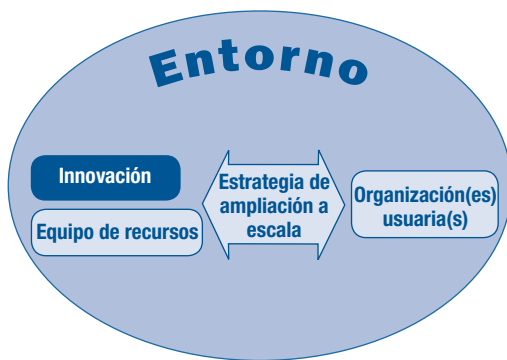 Entorno
Innovación
Equipo de recursos
Estrategia de
ampliación a
escala
Organización(es)
usuaria(s)